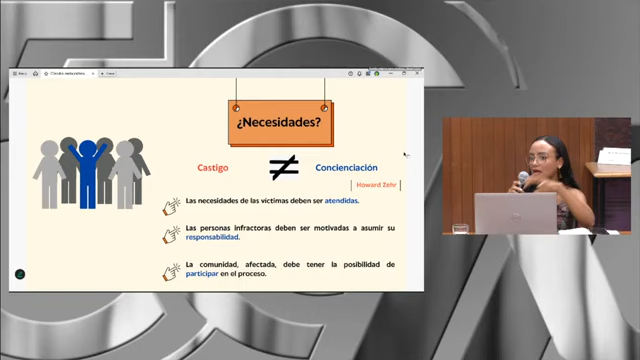 ¿Necesidades?
Castigo
≠
Concienciación
Howard Zehr
Las necesidades de las víctimas deben ser atendidas.
Las personas infractoras deben ser motivadas a asumir su
responsabilidad.
La comunidad, afectada, debe tener la posibilidad de
participar en el proceso.